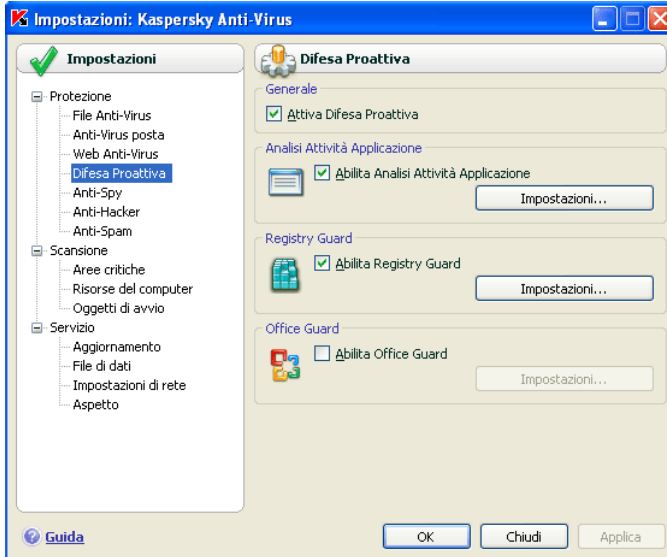 Impostazioni: Kaspersky Anti-Virus
Impostazioni
Protezione
File Anti-Virus
Anti-Virus posta
Web Anti-Virus
Difesa Proattiva
Anti-Spy
Anti-Hacker
Anti-Spam
Scansione
Aree critiche
Risorse del computer
Oggetti di avvio
Servizio
Aggiornamento
File di dati
Impostazioni di rete
Aspetto
Difesa Proattiva
Generale
Attiva Difesa Proattiva
Analisi Attività Applicazione
Abilita Analisi Attività Applicazione
Impostazioni...
Registry Guard
Abilita Registry Guard
Impostazioni...
Office Guard
Abilita Office Guard
Impostazioni...
Guida
OK
Chiudi
Applica